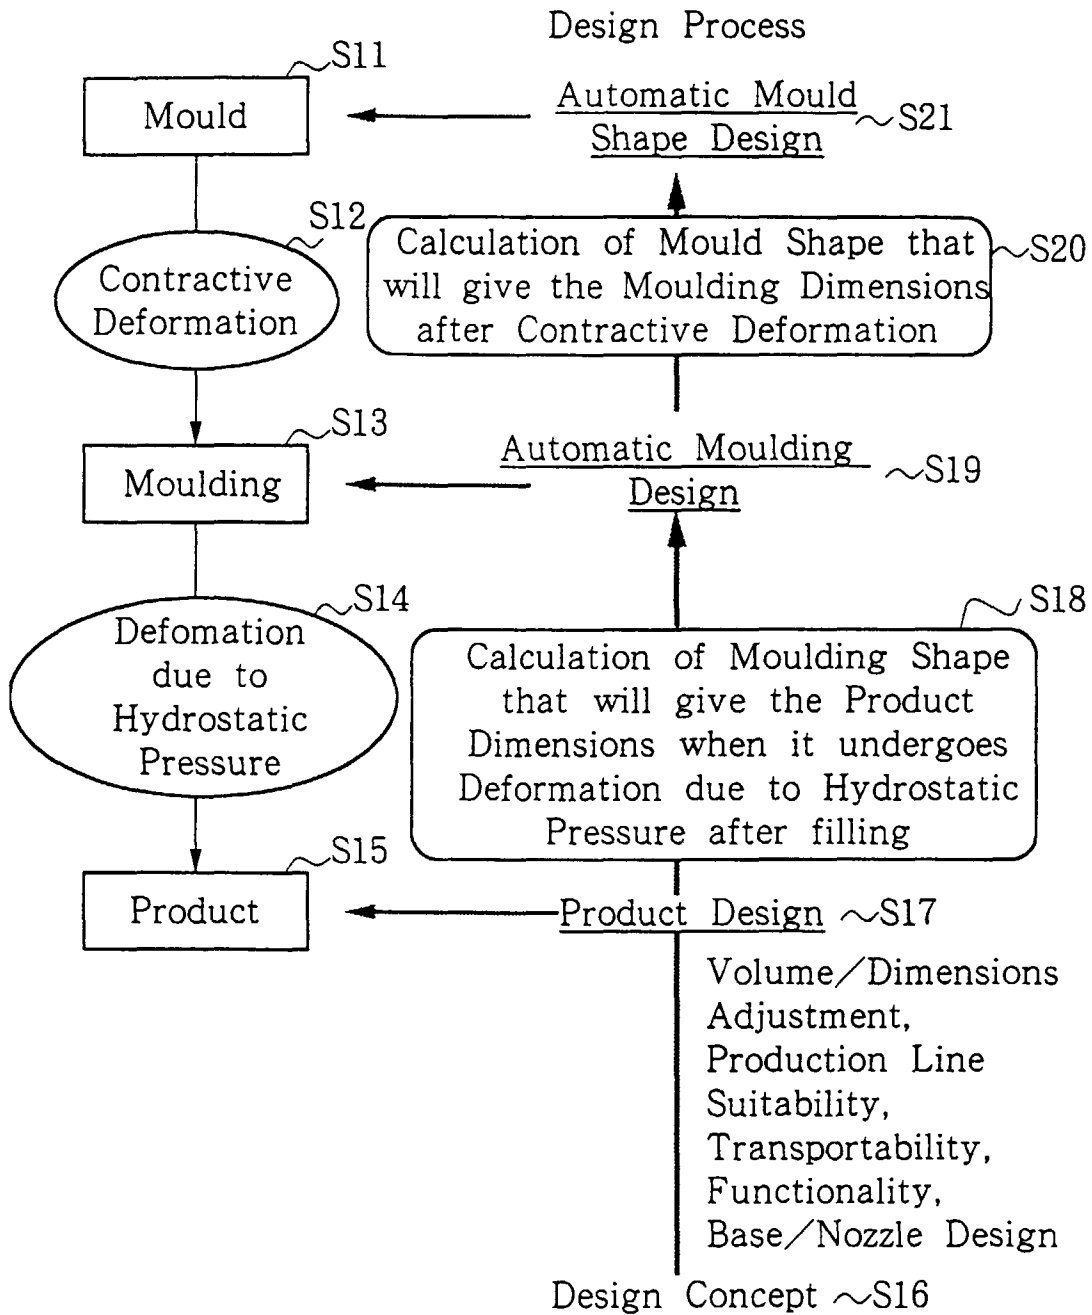 Design Process
S11
Mould
Automatic Mould
Shape Design
~S21
S12
Contractive
Deformation
Calculation of Mould Shape that
will give the Moulding Dimensions
after Contractive Deformation
S20
S13
Moulding
Automatic Moulding
Design
~S19
S14
Defomation
due to
Hydrostatic
Pressure
S18
Calculation of Moulding Shape
that will give the Product
Dimensions when it undergoes
Deformation due to Hydrostatic
Pressure after filling
S15
Product
Product Design ~S17
Volume/Dimensions
Adjustment,
Production Line
Suitability,
Transportability,
Functionality,
Base/Nozzle Design
Design Concept ~S16